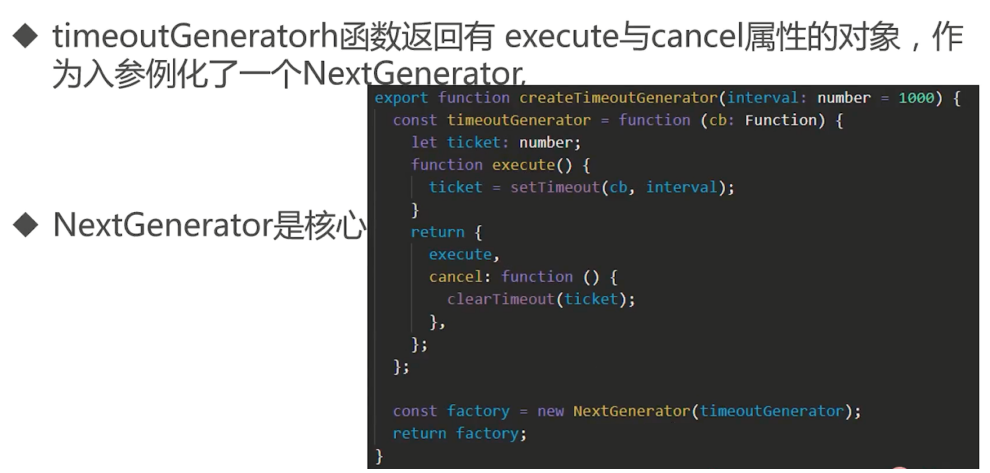 ◆ timeoutGeneratorh函数返回有 execute与cancel属性的对象，作
为入参例化了一个NextGenerator,
export function createTimeoutGenerator(interval: number = 1000) {
const timeoutGenerator = function (cb: Function) {
let ticket: number;
function execute() {
ticket = setTimeout(cb, interval);
}
◆ NextGenerator是核心
return {
execute,
cancel: function () {
clearTimeout(ticket);
},
};
};
const factory = new NextGenerator(timeoutGenerator);
return factory;
}